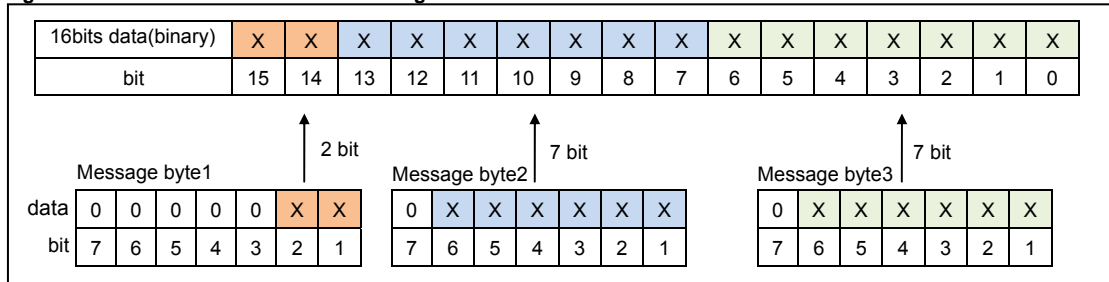 16bits data(binary) X X X X X X X X X X X X X X X X
bit 15 14 13 12 11 10 9 8 7 6 5 4 3 2 1 0
2 bit 7 bit 7 bit
Message byte1 Message byte2 Message byte3
data 0 0 0 0 0 X X 0 X X X X X X 0 X X X X X X
bit 7 6 5 4 3 2 1 7 6 5 4 3 2 1 7 6 5 4 3 2 1